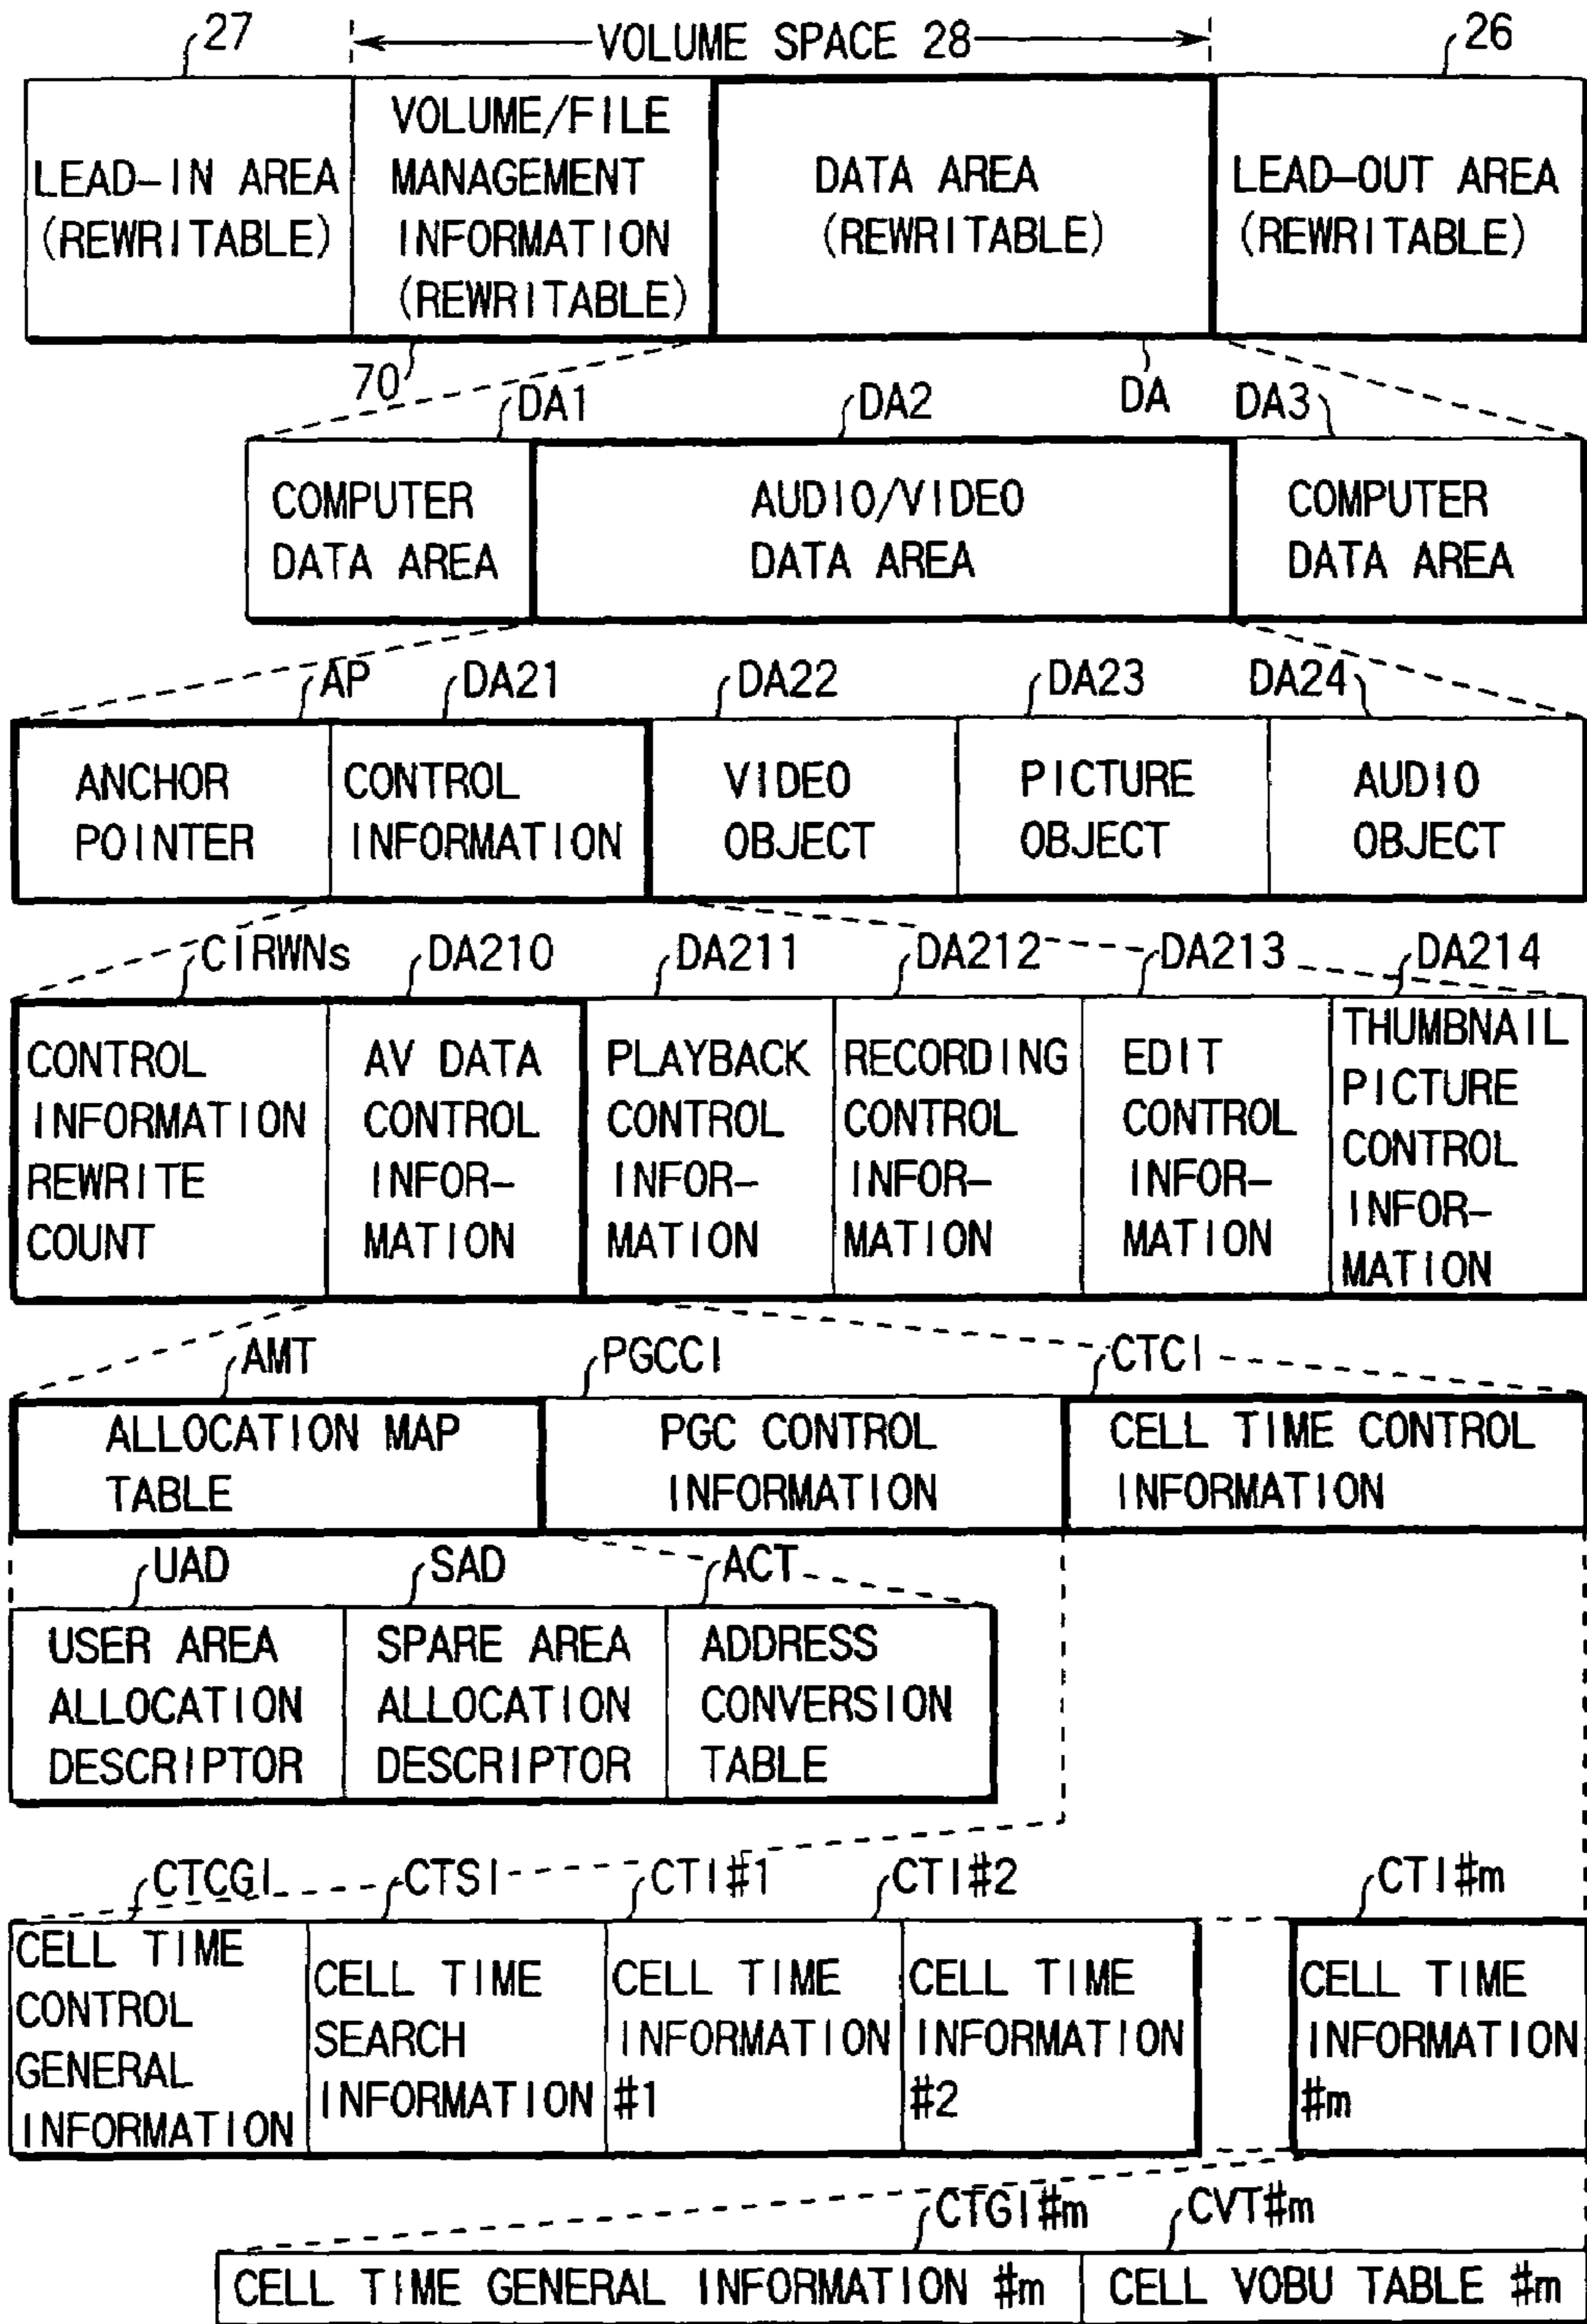 27
VOLUME SPACE 28
26
LEAD-IN AREA
(REWRITABLE)
VOLUME/FILE
MANAGEMENT
INFORMATION
(REWRITABLE)
DATA AREA
(REWRITABLE)
LEAD-OUT AREA
(REWRITABLE)
70
DA
DA1
DA2
DA3
COMPUTER
DATA AREA
AUDIO/VIDEO
DATA AREA
COMPUTER
DATA AREA
AP
DA21
DA22
DA23
DA24
ANCHOR
POINTER
CONTROL
INFORMATION
VIDEO
OBJECT
PICTURE
OBJECT
AUDIO
OBJECT
CIRWNs
DA210
DA211
DA212
DA213
DA214
CONTROL
INFORMATION
REWRITE
COUNT
AV DATA
CONTROL
INFOR-
MATION
PLAYBACK
CONTROL
INFOR-
MATION
RECORDING
CONTROL
INFOR-
MATION
EDIT
CONTROL
INFOR-
MATION
THUMBNAIL
PICTURE
CONTROL
INFOR-
MATION
AMT
PGCCI
CTCI
ALLOCATION MAP
TABLE
PGC CONTROL
INFORMATION
CELL TIME CONTROL
INFORMATION
UAD
SAD
ACT
USER AREA
ALLOCATION
DESCRIPTOR
SPARE AREA
ALLOCATION
DESCRIPTOR
ADDRESS
CONVERSION
TABLE
CTCGI
CTSI
CTI#1
CTI#2
CTI#m
CELL TIME
CONTROL
GENERAL
INFORMATION
CELL TIME
SEARCH
INFORMATION
CELL TIME
INFORMATION
#1
CELL TIME
INFORMATION
#2
CELL TIME
INFORMATION
#m
CTGI#m
CVT#m
CELL TIME GENERAL INFORMATION #m
CELL VOBU TABLE #m